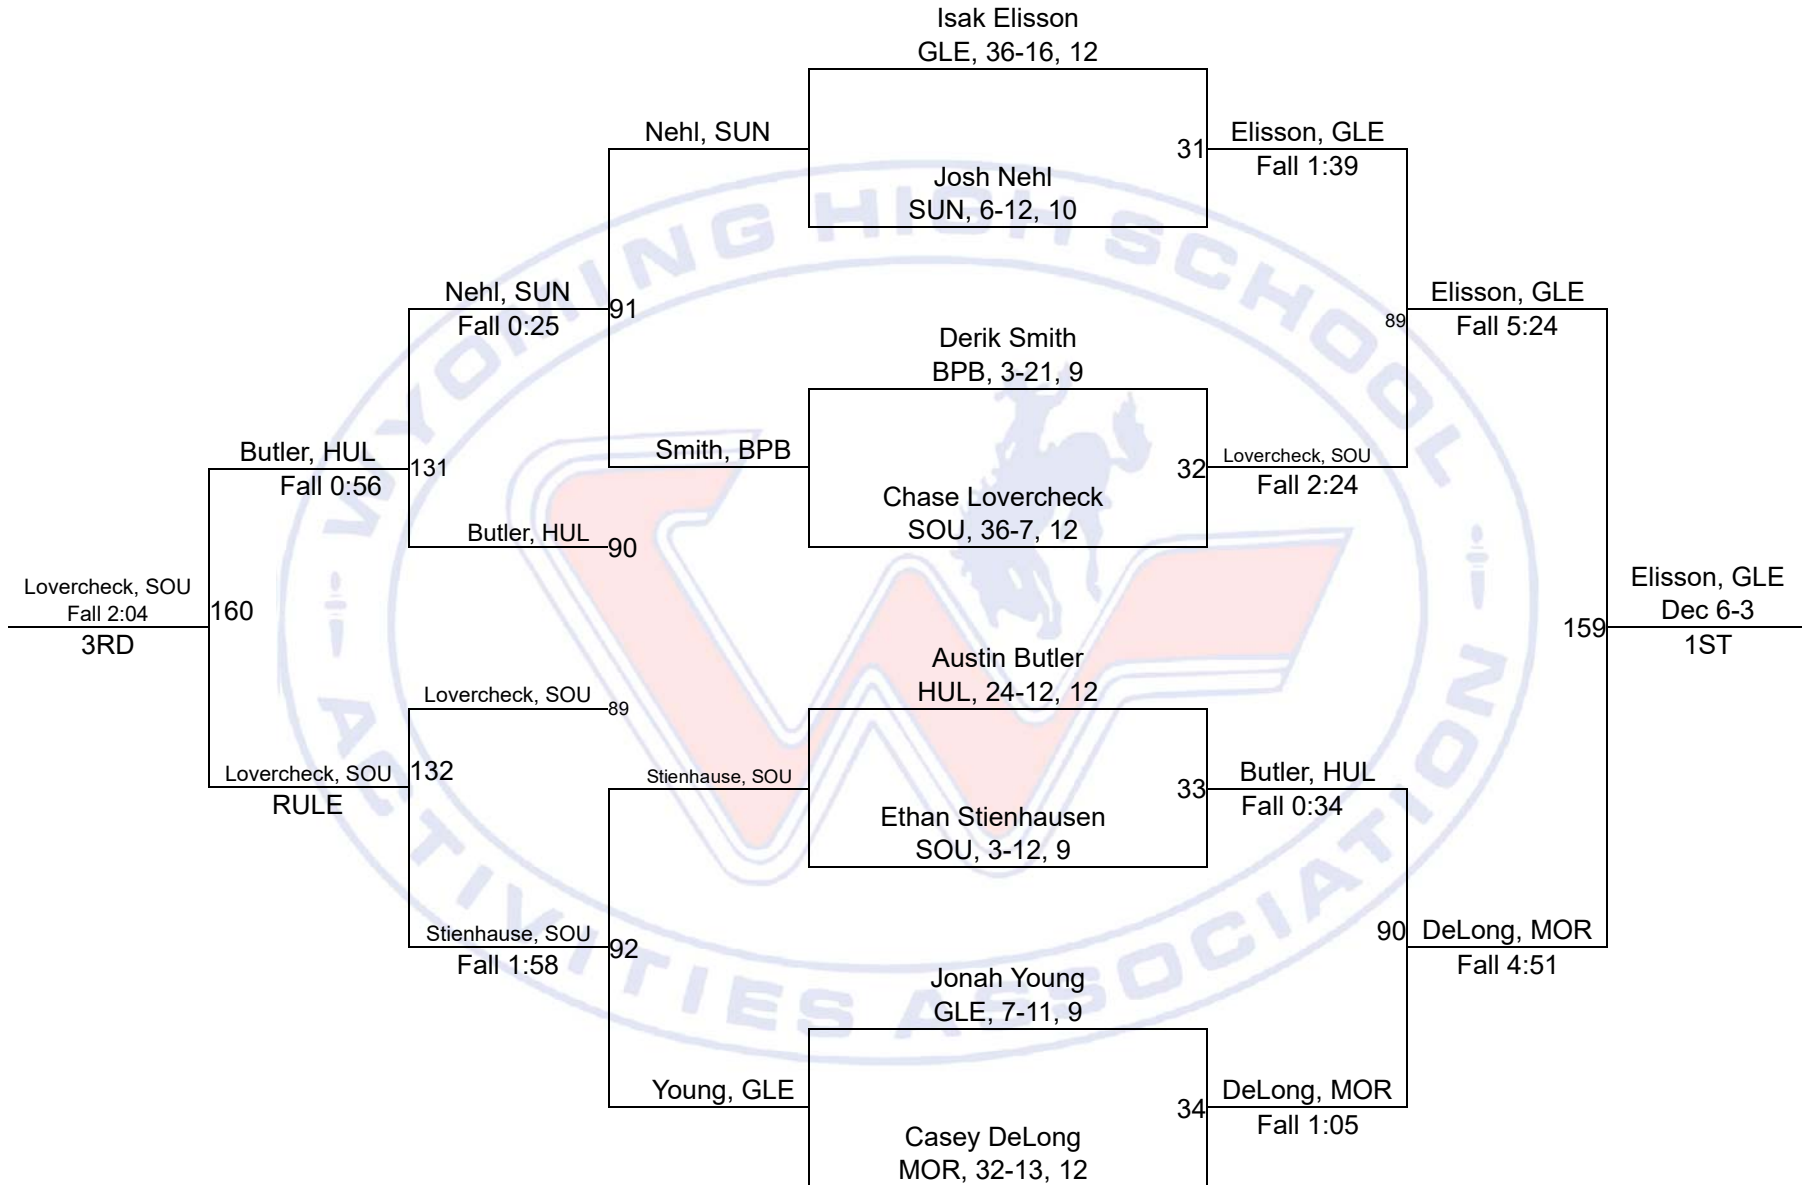 Isak Elisson
GLE, 36-16, 12
Nehl, SUN
31
Elisson, GLE
Fall 1:39
Josh Nehl
SUN, 6-12, 10
Nehl, SUN
Fall 0:25
91
Elisson, GLE
Fall 5:24
89
Derik Smith
BPB, 3-21, 9
Butler, HUL
Fall 0:56
131
Smith, BPB
32
Lovercheck, SOU
Fall 2:24
Chase Lovercheck
SOU, 36-7, 12
Butler, HUL
90
Lovercheck, SOU
Fall 2:04
3RD
160
159
Elisson, GLE
Dec 6-3
1ST
Austin Butler
HUL, 24-12, 12
Lovercheck, SOU
89
Lovercheck, SOU
RULE
132
Stienhause, SOU
33
Butler, HUL
Fall 0:34
Ethan Stienhausen
SOU, 3-12, 9
Stienhause, SOU
Fall 1:58
92
90
DeLong, MOR
Fall 4:51
Jonah Young
GLE, 7-11, 9
Young, GLE
34
DeLong, MOR
Fall 1:05
Casey DeLong
MOR, 32-13, 12
WYOMING HIGH SCHOOL
ACTIVITIES ASSOCIATION